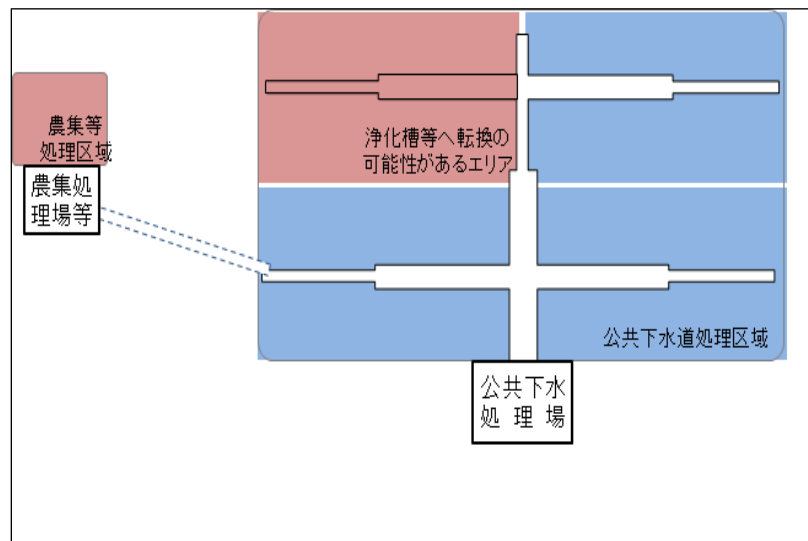 農集等
処理区域
農集処
理場等
浄化槽等へ転換の
可能性があるエリア
公共下水道処理区域
公共下水
処理場